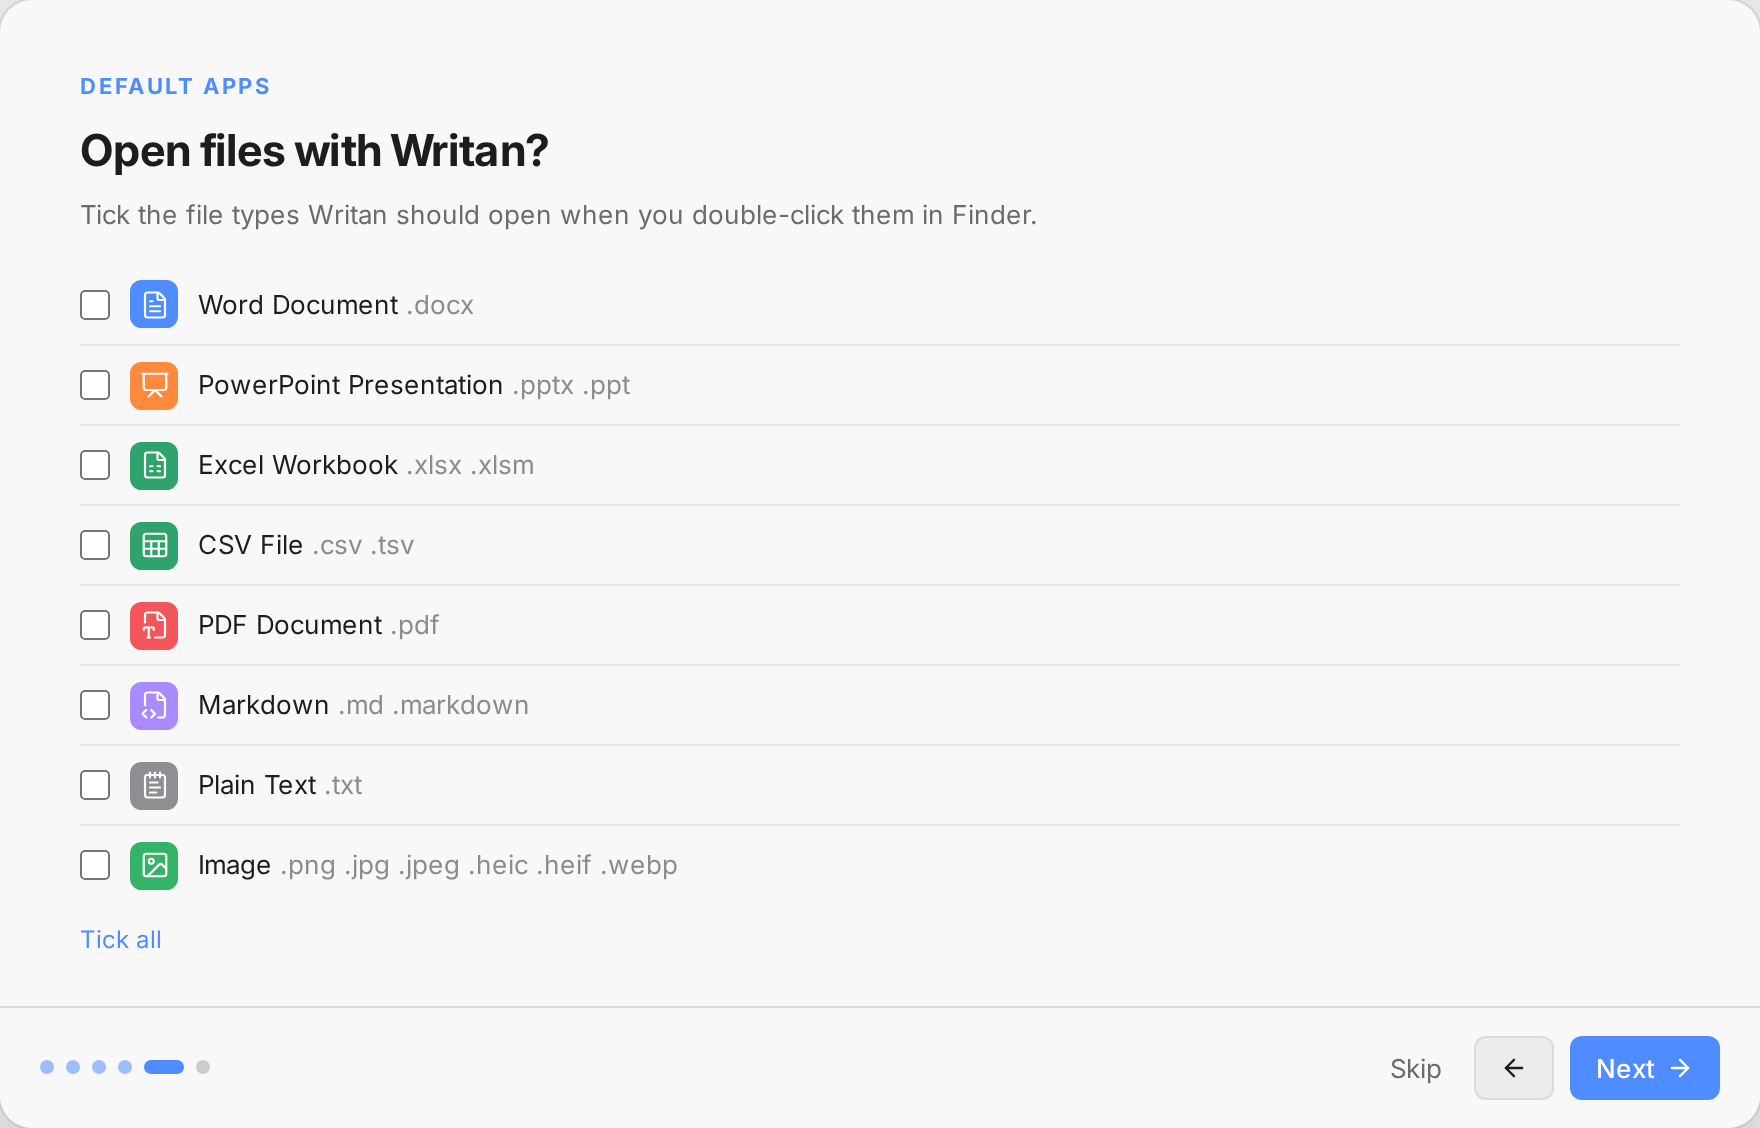 DEFAULT APPS
Open files with Writan?
Tick the file types Writan should open when you double-click them in Finder.
Word Document .docx
PowerPoint Presentation .pptx .ppt
Excel Workbook .xlsx .xlsm
CSV File .csv .tsv
PDF Document .pdf
Markdown .md .markdown
Plain Text .txt
Image .png .jpg .jpeg .heic .heif .webp
Tick all
Skip
Next